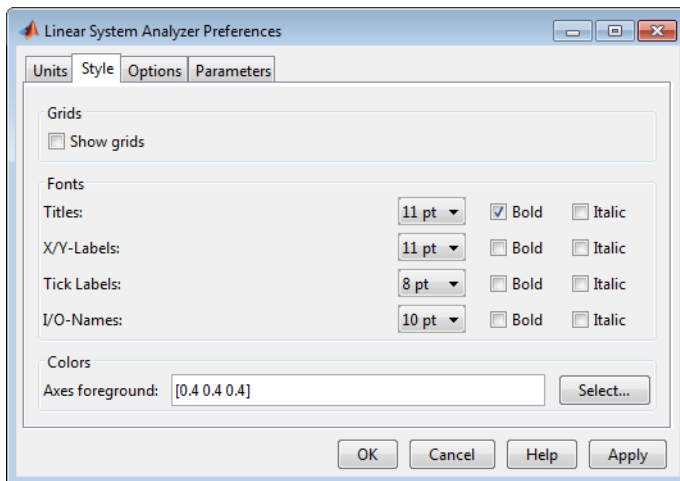 Linear System Analyzer Preferences
Units Style Options Parameters
Grids
Show grids
Fonts
Titles: 11 pt Bold Italic
X/Y-Labels: 11 pt Bold Italic
Tick Labels: 8 pt Bold Italic
I/O-Names: 10 pt Bold Italic
Colors
Axes foreground: [0.4 0.4 0.4] Select...
OK Cancel Help Apply